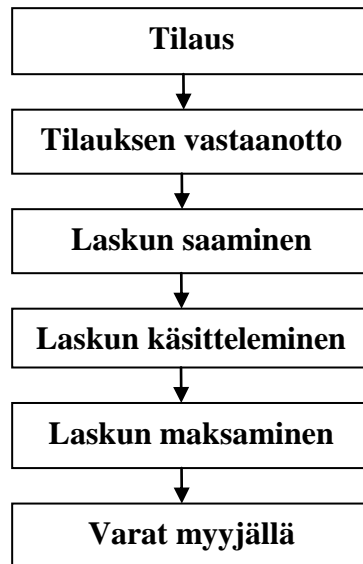 Tilaus
Tilauksen vastaanotto
Laskun saaminen
Laskun käsitteleminen
Laskun maksaminen
Varat myyjällä